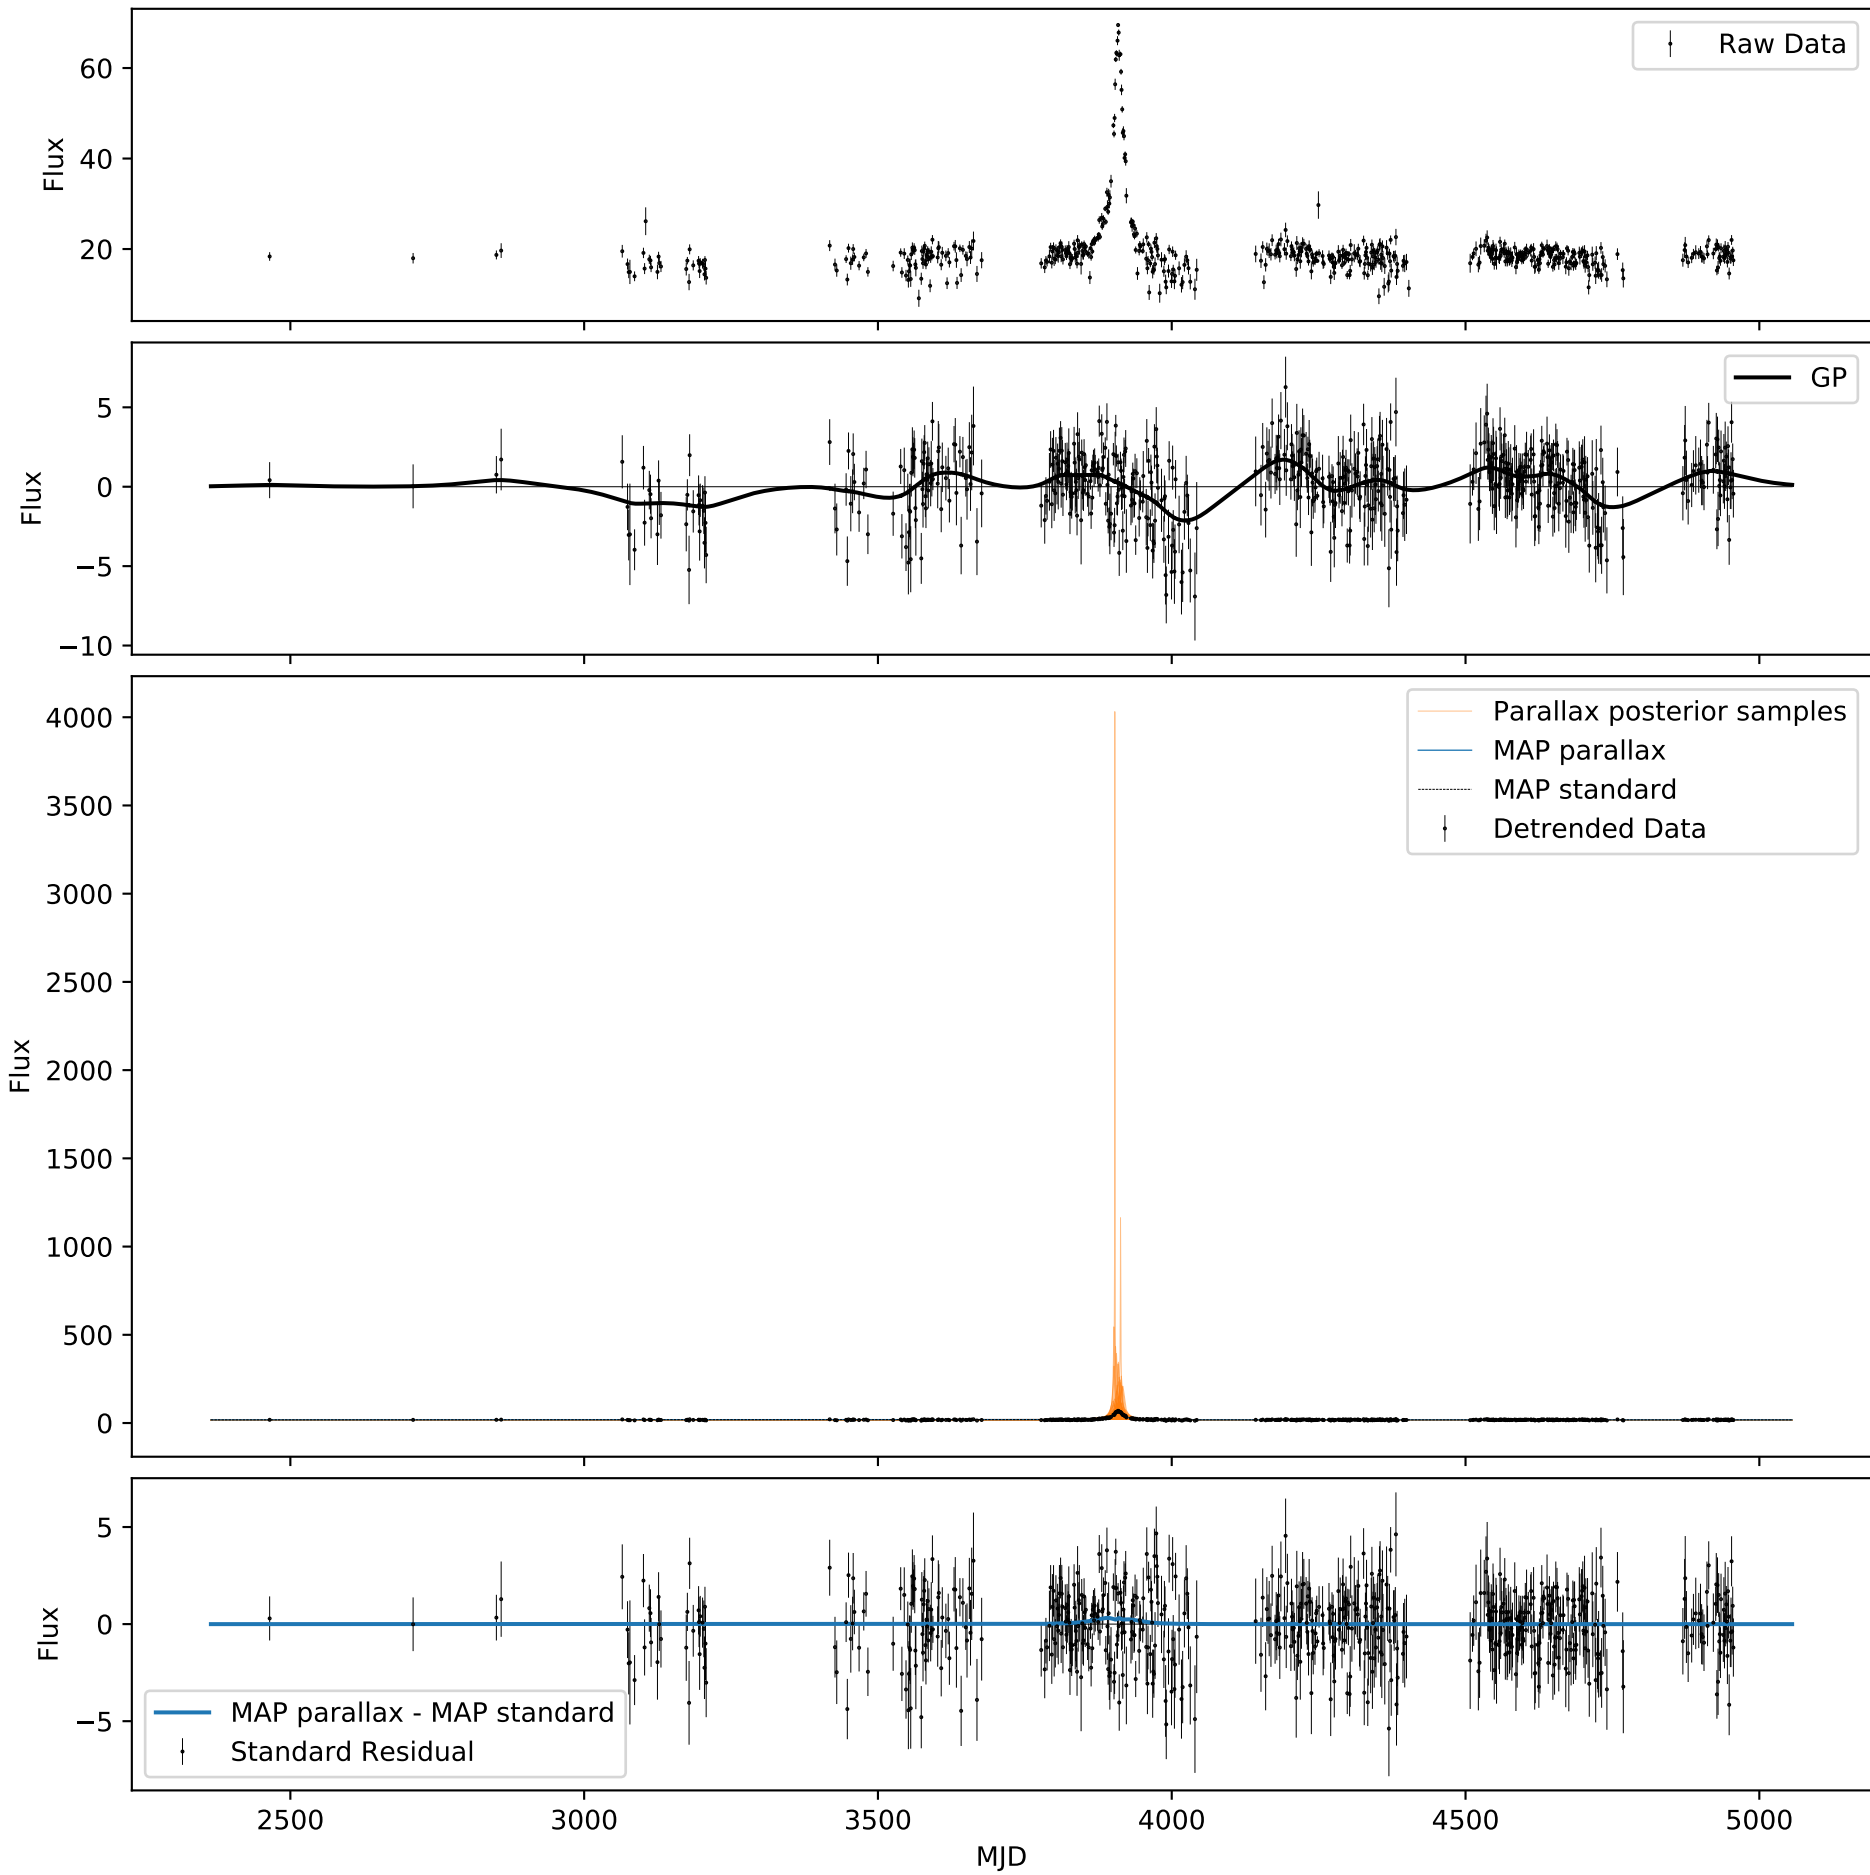 Flux
60
40
20
Raw Data
Flux
5
0
−5
−10
GP
Flux
4000
3500
3000
2500
2000
1500
1000
500
0
Parallax posterior samples
MAP parallax
MAP standard
Detrended Data
Flux
5
0
−5
MAP parallax - MAP standard
Standard Residual
2500 3000 3500 4000 4500 5000
MJD